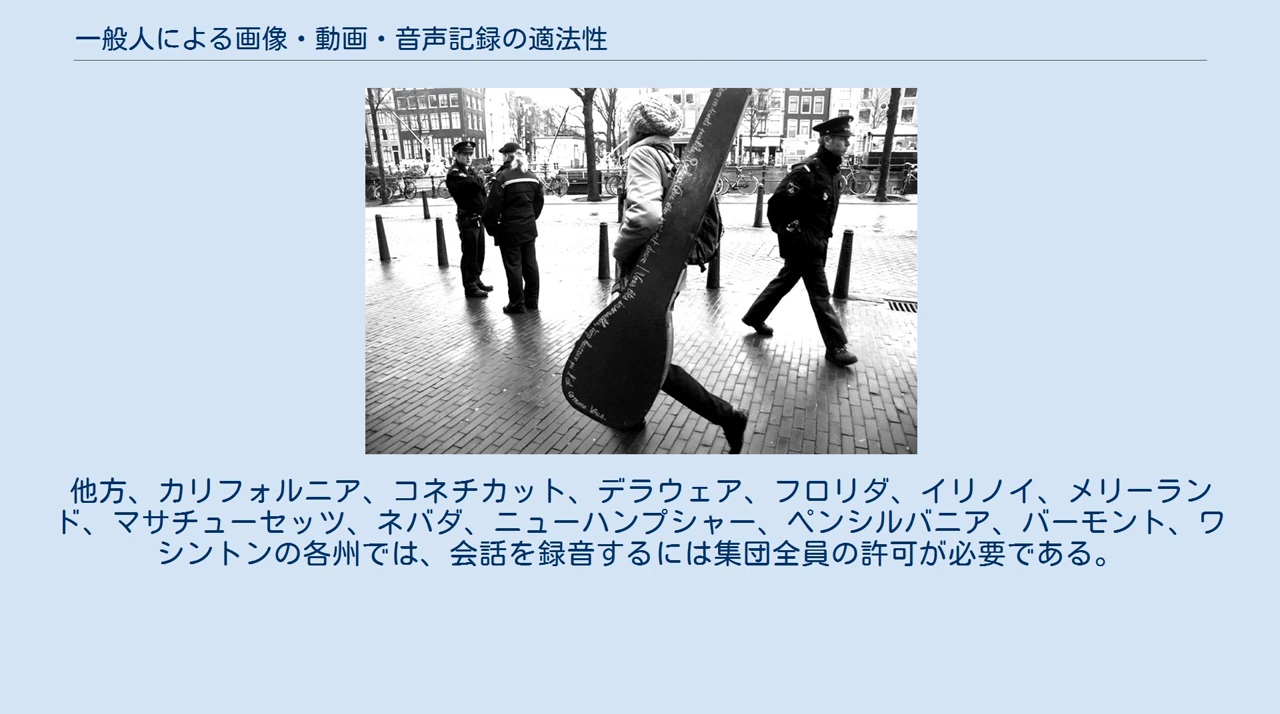 一般人による画像・動画・音声記録の適法性
他方、カリフォルニア、コネチカット、デラウェア、フロリダ、イリノイ、メリーラン
ド、マサチューセッツ、ネバダ、ニューハンプシャー、ペンシルバニア、バーモント、ワ
シントンの各州では、会話を録音するには集団全員の許可が必要である。